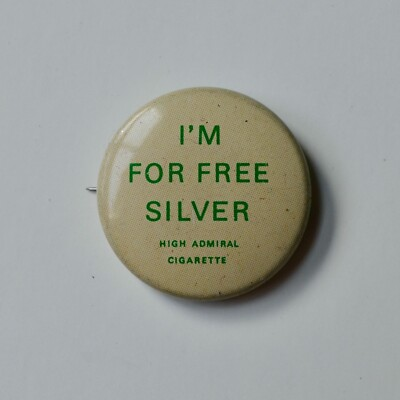 I'M
FOR FREE
SILVER
HIGH ADMIRAL
CIGARETTE